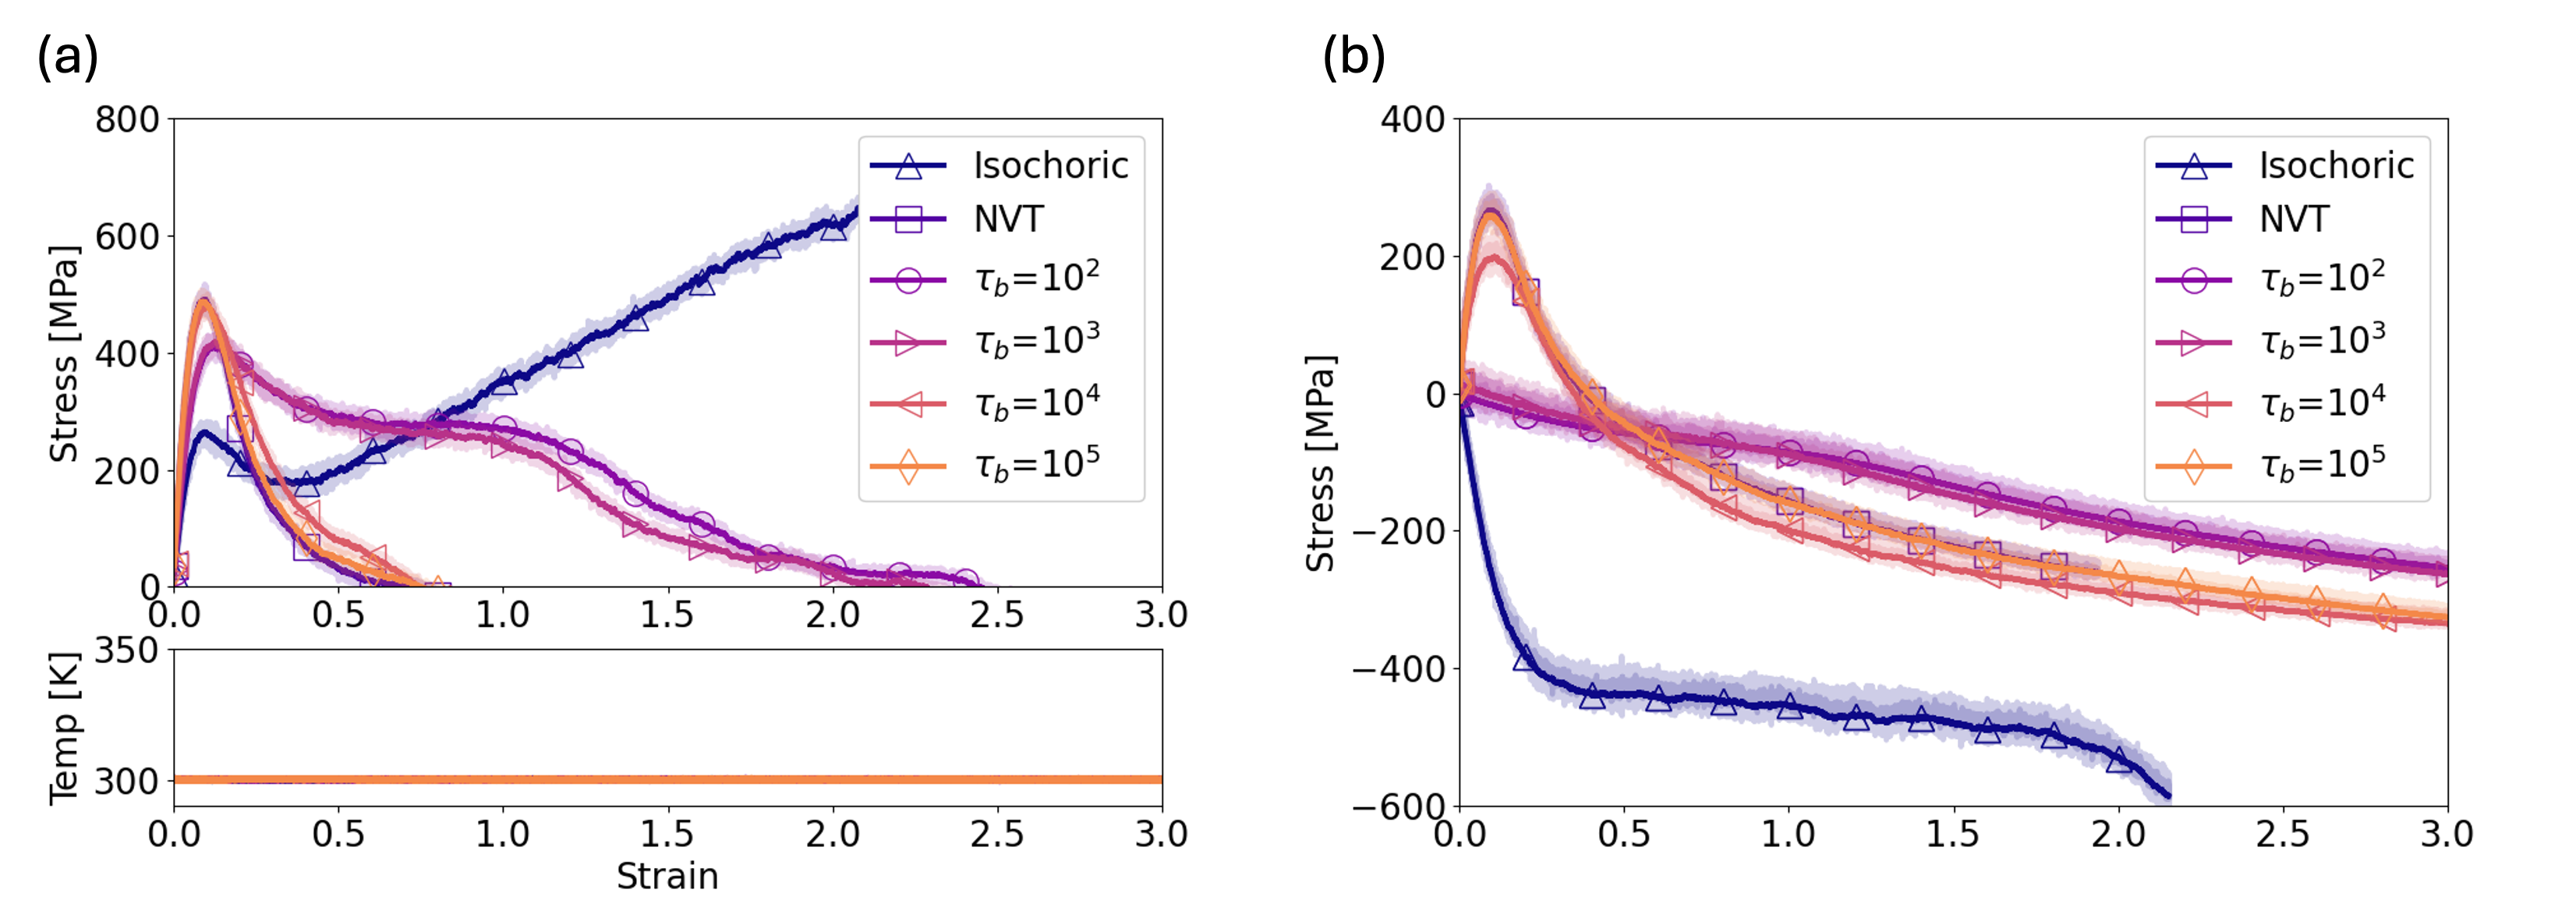 (a)
800
600
400
200
0
Stress [MPa]
Isochoric
NVT
τb=10²
τb=10³
τb=10⁴
τb=10⁵
0.0 0.5 1.0 1.5 2.0 2.5 3.0
350
300
Temp [K]
0.0 0.5 1.0 1.5 2.0 2.5 3.0
Strain
(b)
400
200
0
−200
−400
−600
Stress [MPa]
Isochoric
NVT
τb=10²
τb=10³
τb=10⁴
τb=10⁵
0.0 0.5 1.0 1.5 2.0 2.5 3.0